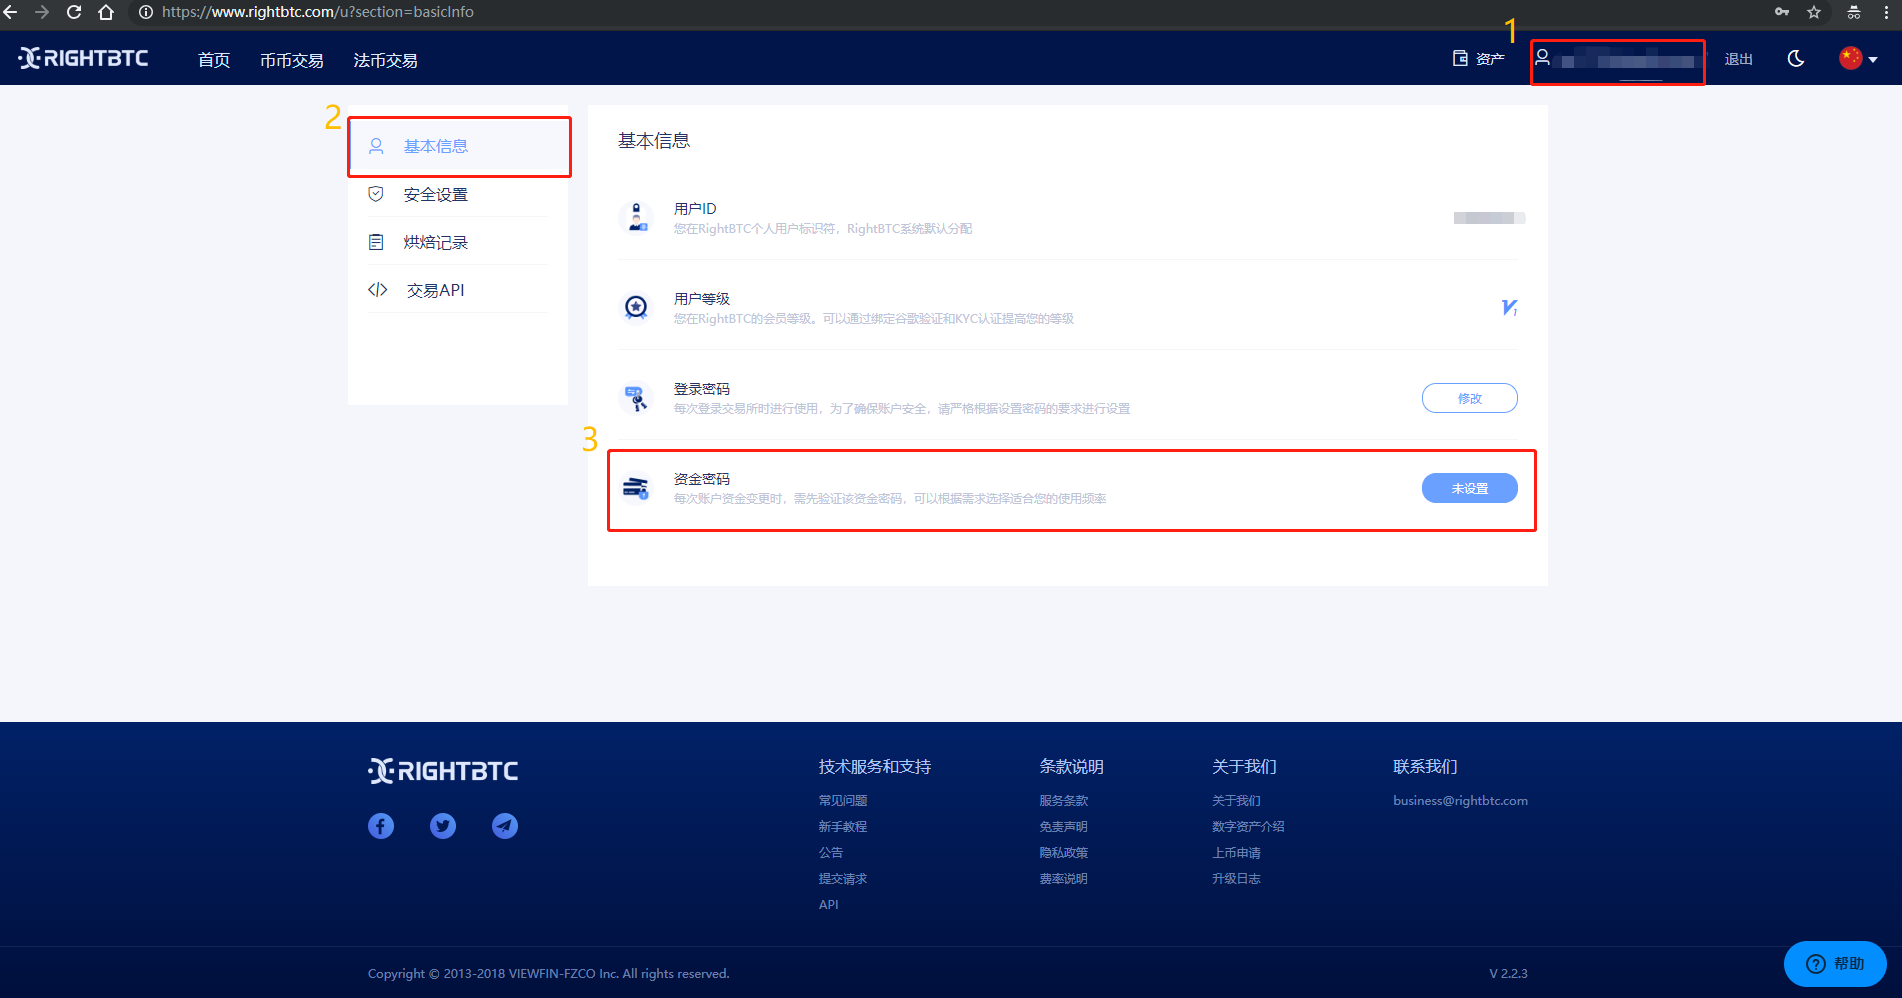 https://www.rightbtc.com/u?section=basicInfo
1
RIGHTBTC
首页
币币交易
法币交易
资产
退出
2
基本信息
安全设置
烘焙记录
交易API
基本信息
用户ID
您在RightBTC个人用户标识符，RightBTC系统默认分配
用户等级
您在RightBTC的会员等级。可以通过绑定谷歌验证和KYC认证提高您的等级
V1
登录密码
每次登录交易所时进行使用，为了确保账户安全，请严格根据设置密码的要求进行设置
修改
3
资金密码
每次账户资金变更时，需先验证该资金密码，可以根据需求选择适合您的使用频率
未设置
RIGHTBTC
技术服务和支持
常见问题
新手教程
公告
提交请求
API
条款说明
服务条款
免责声明
隐私政策
费率说明
关于我们
关于我们
数字资产介绍
上币申请
升级日志
联系我们
business@rightbtc.com
Copyright © 2013-2018 VIEWFIN-FZCO Inc. All rights reserved.
V 2.2.3
帮助